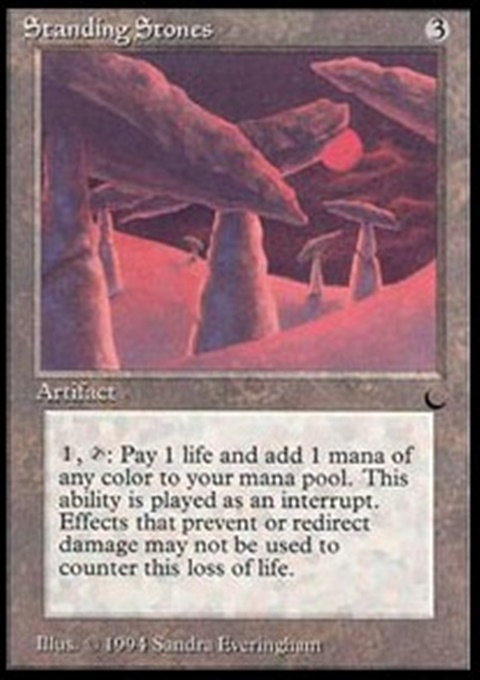 Standing Stones 3
Artifact
1, : Pay 1 life and add 1 mana of
any color to your mana pool. This
ability is played as an interrupt.
Effects that prevent or redirect
damage may not be used to
counter this loss of life.
Illus. © 1994 Sandra Everingham